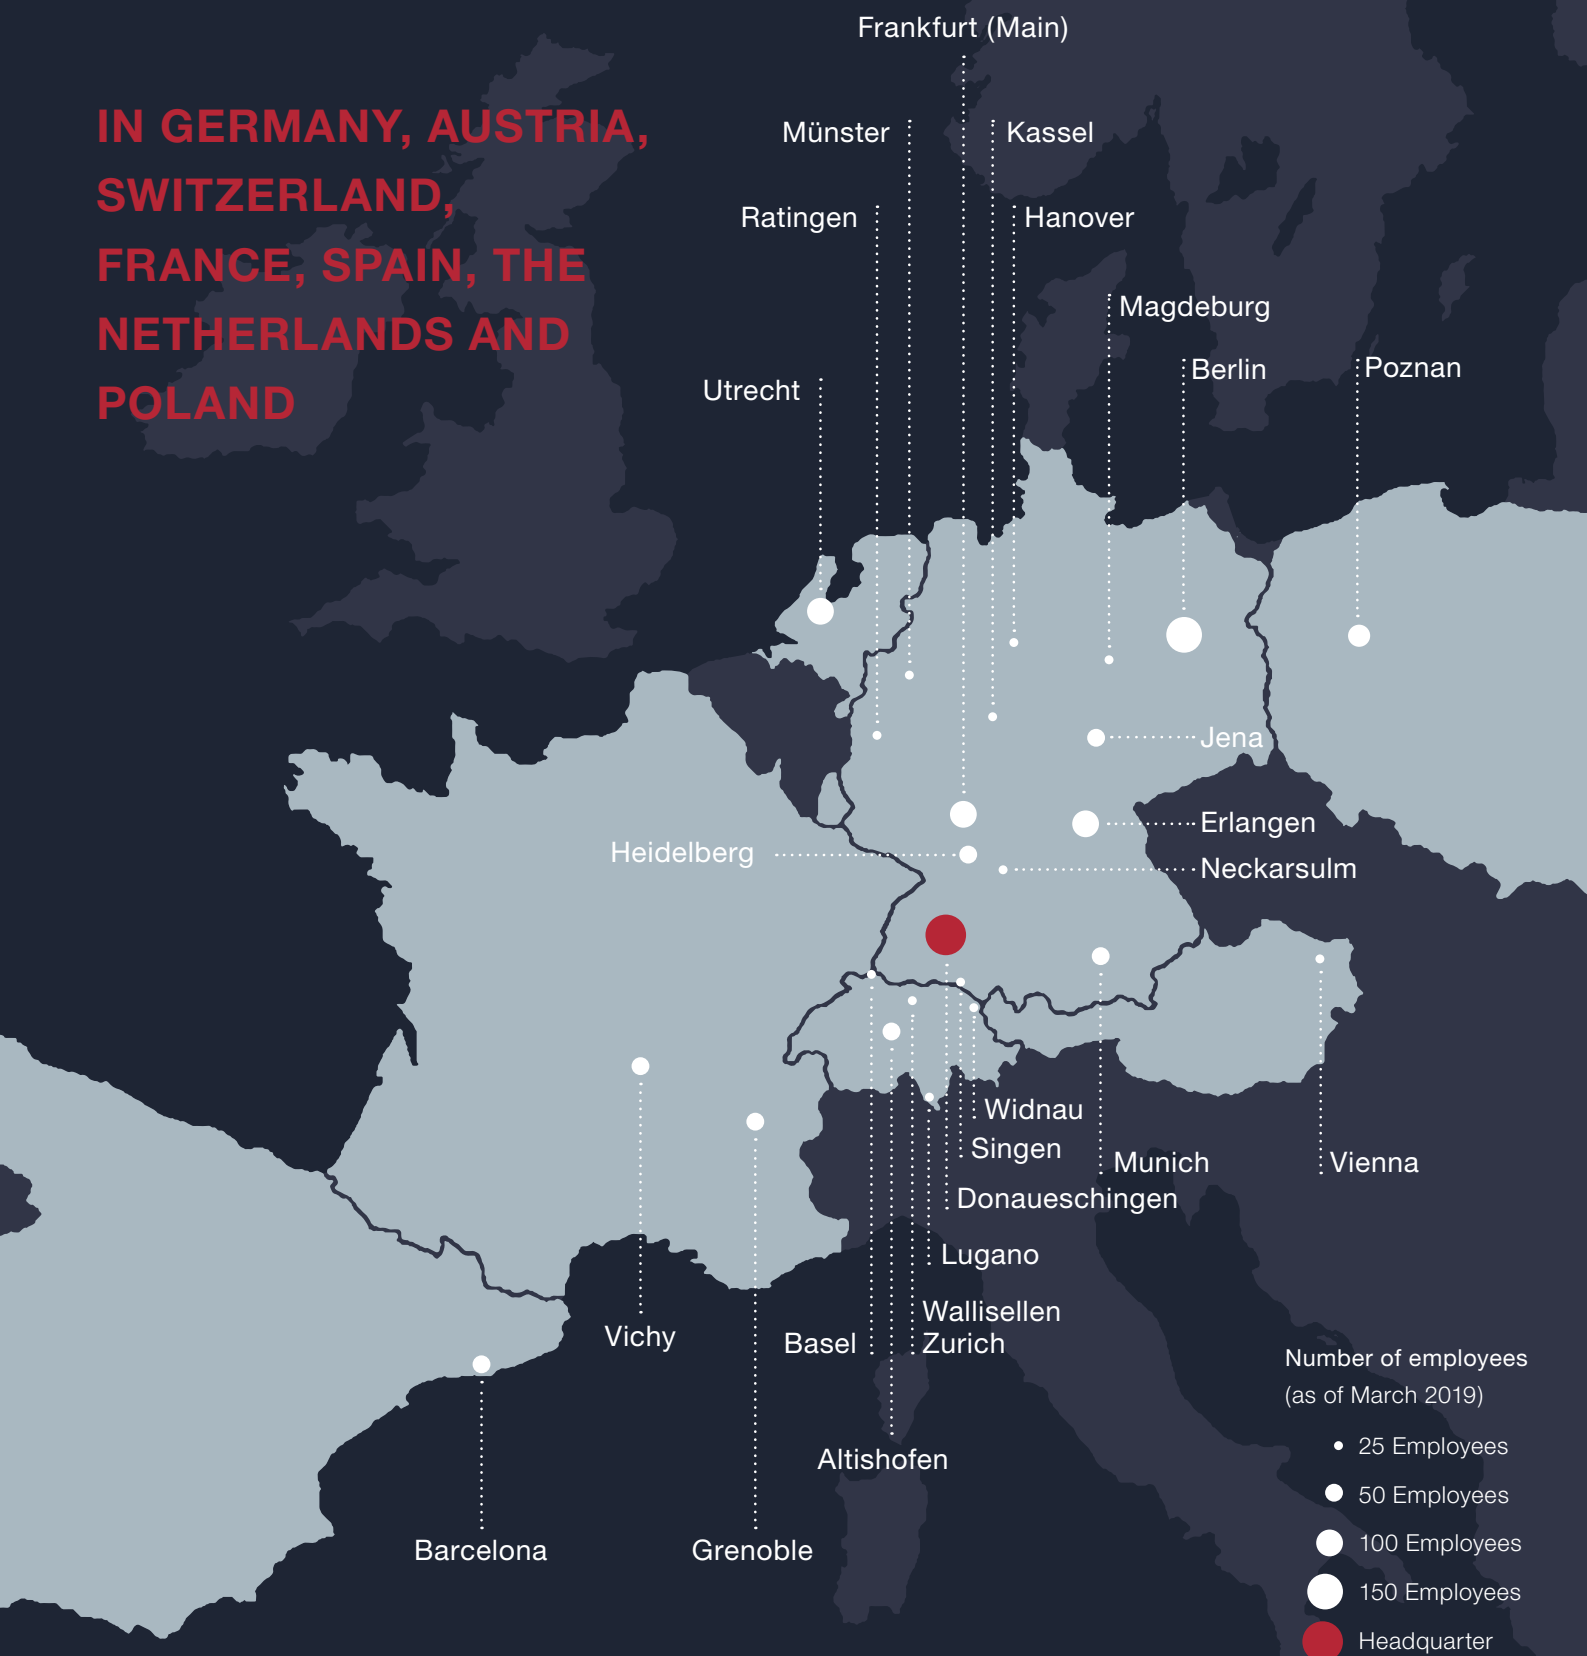 Frankfurt (Main)
IN GERMANY, AUSTRIA,
SWITZERLAND,
FRANCE, SPAIN, THE
NETHERLANDS AND
POLAND
Münster
Kassel
Ratingen
Hanover
Magdeburg
Utrecht
Berlin
Poznan
Jena
Erlangen
Heidelberg
Neckarsulm
Widnau
Singen
Munich
Vienna
Donaueschingen
Lugano
Wallisellen
Zurich
Basel
Vichy
Altishofen
Barcelona
Grenoble
Number of employees
(as of March 2019)
25 Employees
50 Employees
100 Employees
150 Employees
Headquarter